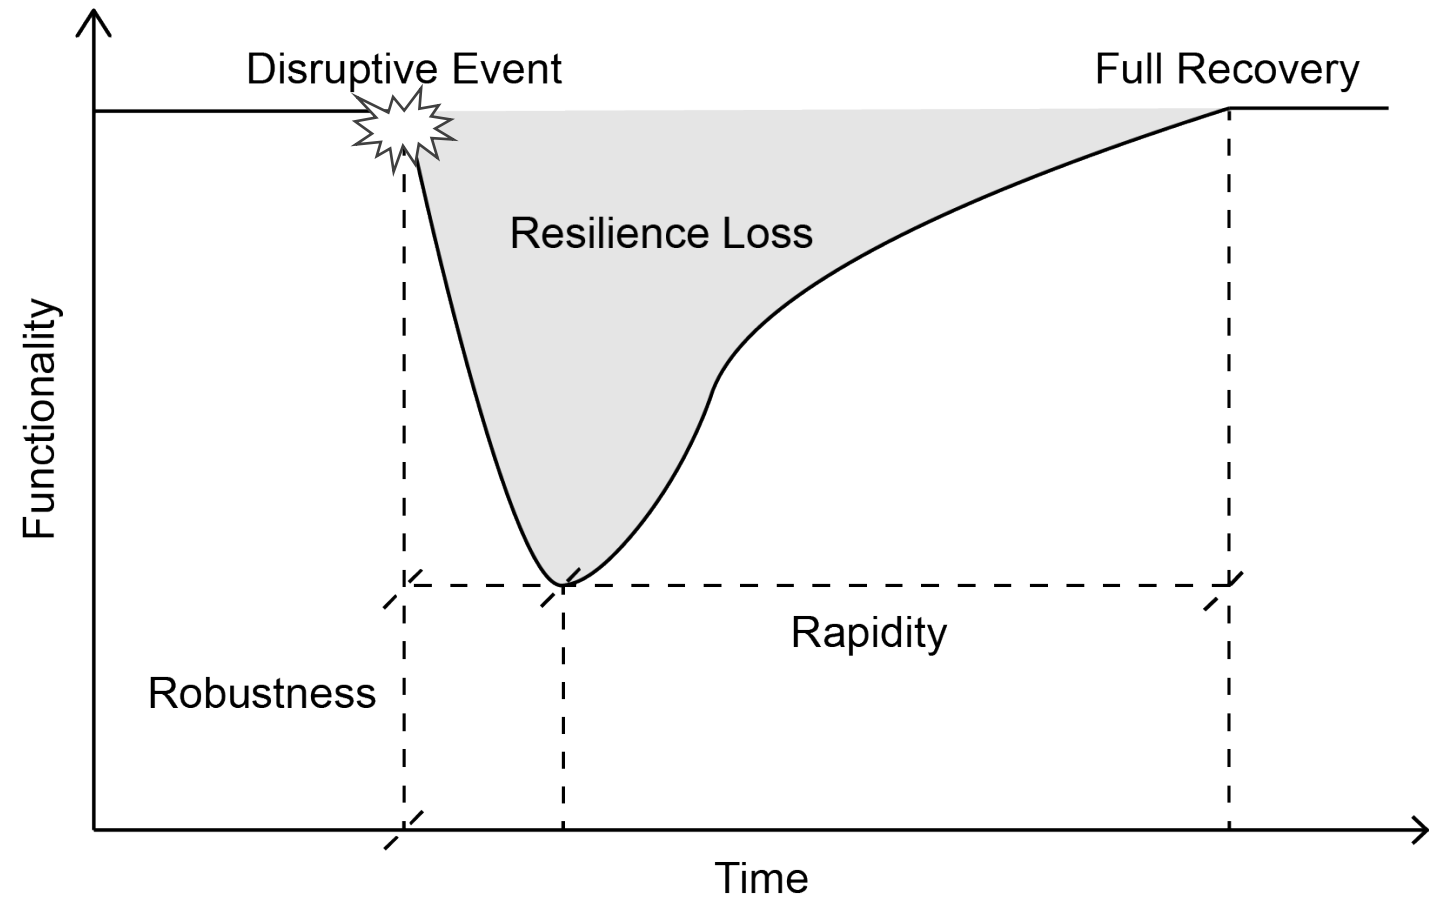 Disruptive Event
Full Recovery
Resilience Loss
Functionality
Rapidity
Robustness
Time